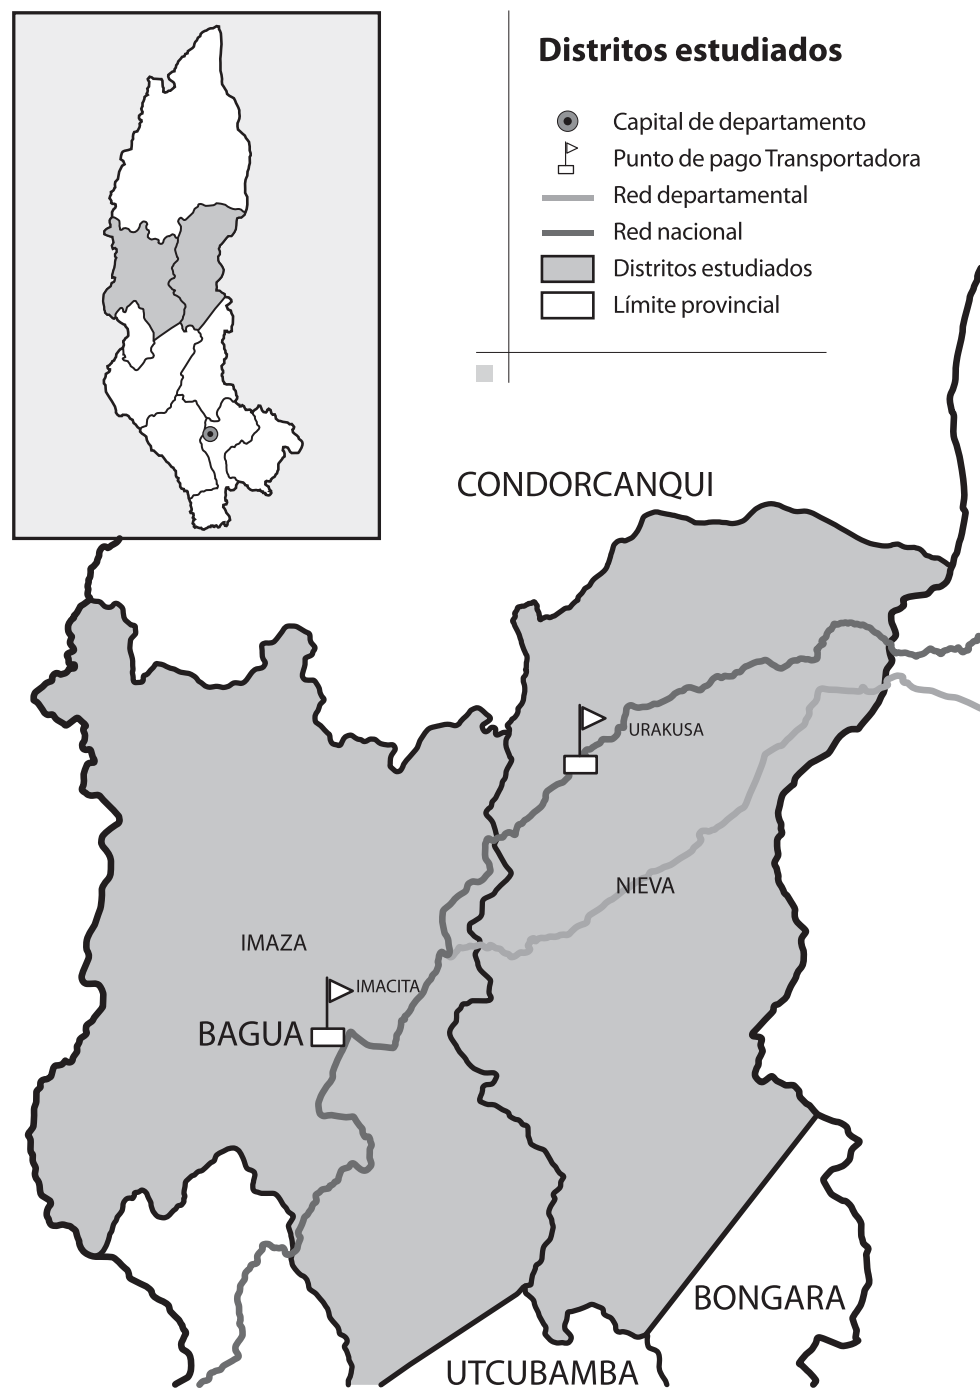 Distritos estudiados
Capital de departamento
Punto de pago Transportadora
Red departamental
Red nacional
Distritos estudiados
Límite provincial
CONDORCANQUI
URAKUSA
NIEVA
IMAZA
IMACITA
BAGUA
BONGARA
UTCUBAMBA